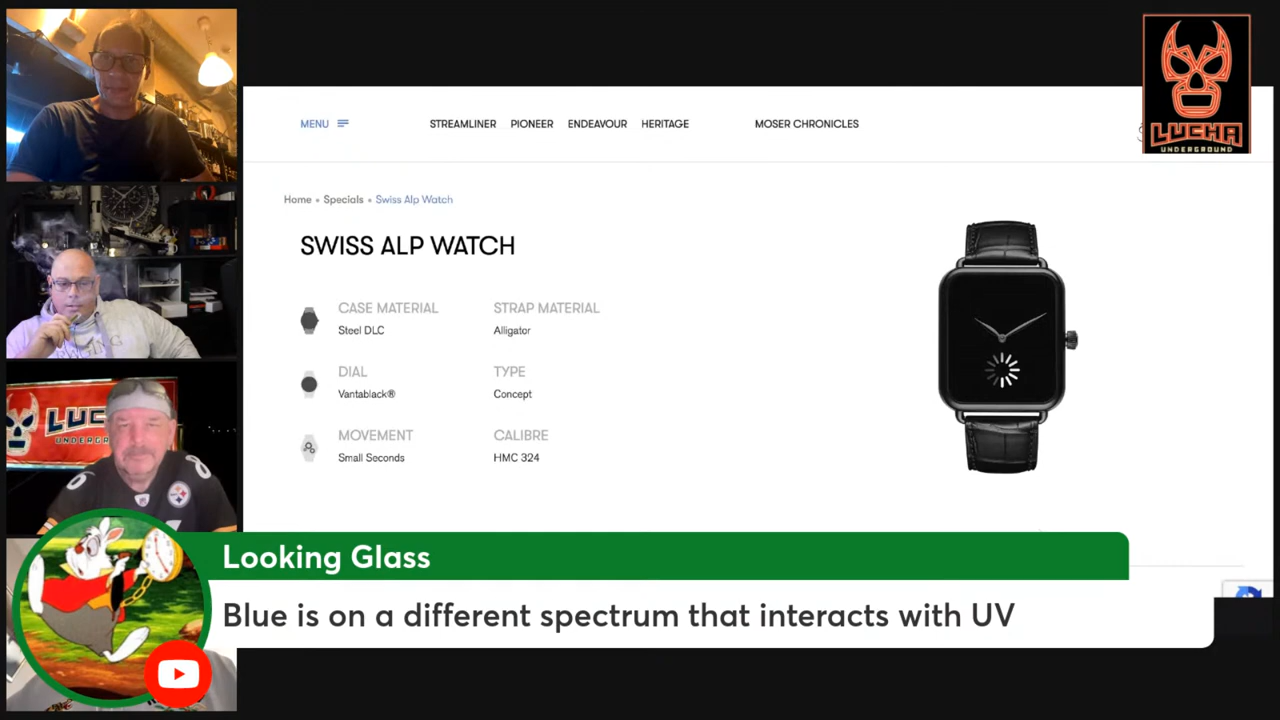 MENU
STREAMLINER PIONEER ENDEAVOUR HERITAGE
MOSER CHRONICLES
LUCHA
UNDERGROUND
Home • Specials • Swiss Alp Watch
SWISS ALP WATCH
CASE MATERIAL
Steel DLC
STRAP MATERIAL
Alligator
DIAL
Vantablack®
TYPE
Concept
MOVEMENT
Small Seconds
CALIBRE
HMC 324
Looking Glass
Blue is on a different spectrum that interacts with UV